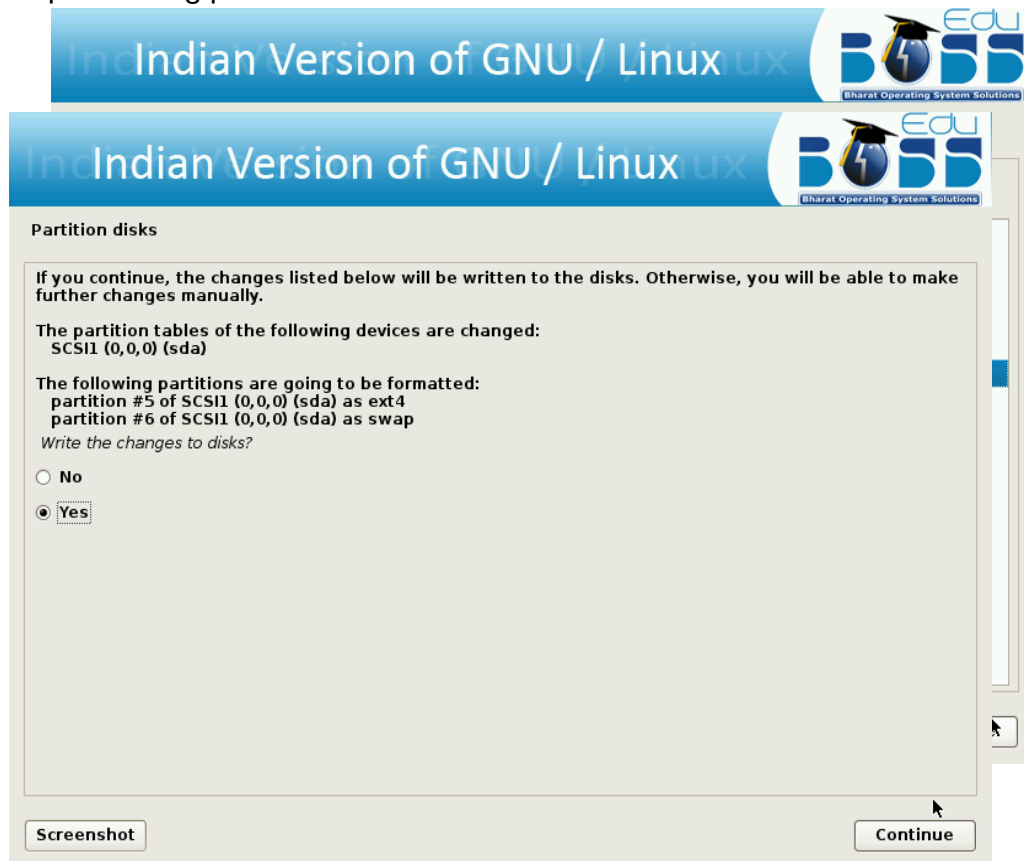 Indian Version of GNU / Linux
Edu
BOSS
Bharat Operating System Solutions
Indian Version of GNU / Linux
Edu
BOSS
Bharat Operating System Solutions
Partition disks
If you continue, the changes listed below will be written to the disks. Otherwise, you will be able to make
further changes manually.
The partition tables of the following devices are changed:
SCSI1 (0,0,0) (sda)
The following partitions are going to be formatted:
partition #5 of SCSI1 (0,0,0) (sda) as ext4
partition #6 of SCSI1 (0,0,0) (sda) as swap
Write the changes to disks?
No
Yes
Screenshot
Continue